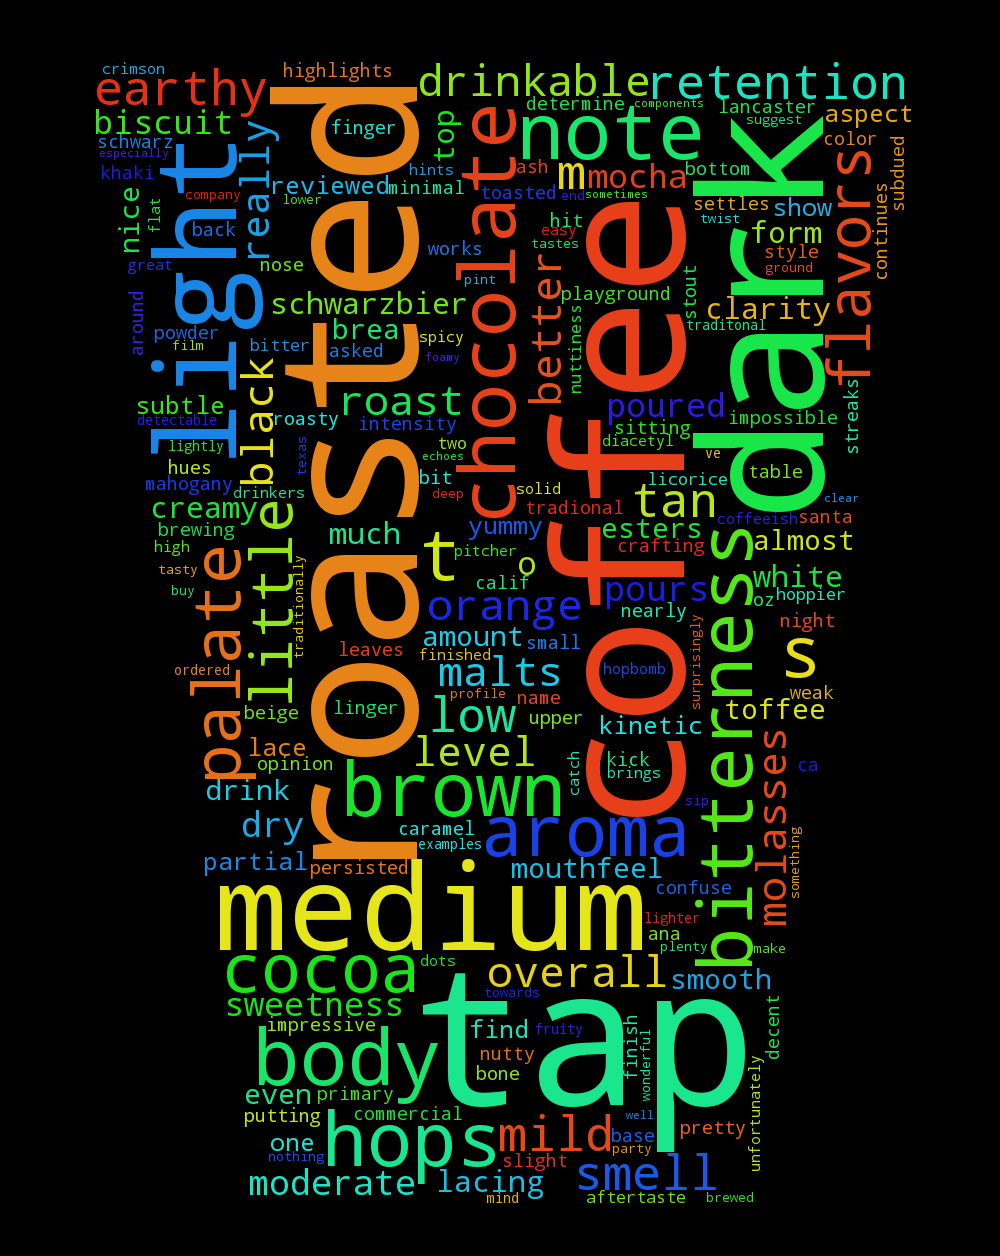 crimson
highlights
drinkable
retention
earthy
biscuit
finger
top
determine
components
lancaster
suggest
aspect
note
color
schwarz
especially
khaki
light
really
reviewed
minimal
hints
chocolate
ash
m
mocha
bottom
dark
subdued
nice
flat
company
lower
toasted
end
sometimes
settles
show
twist
back
roasted
hit
easy
tastes
coffee
form
flavors
continues
great
nose
works
pint
style
ground
around
schwarzbier
better
playground
stout
clarity
powder
film
bitter
brea
asked
spicy
foamy
nuttiness
traditonal
subtle
black
roast
poured
impossible
streaks
detectable
roasty
intensity
sitting
lightly
texas
two
echoes
diacetyl
ve
hues
mahogany
drinkers
bit
deep
solid
licorice
table
clear
creamy
little
tradional
tan
coffeeish
santa
brewing
much
yummy
esters
almost
high
t
pitcher
o
crafting
tasty
palate
traditionally
calif
pours
white
buy
orange
oz
hoppier
nearly
leaves
amount
small
surprisingly
bitterness
night
s
ordered
finished
malts
hopbomb
weak
beige
linger
profile
name
low
upper
kinetic
toffee
lace
opinion
level
catch
kick
brings
molasses
ca
drink
brown
sip
dry
caramel
examples
aroma
something
partial
persisted
mouthfeel
confuse
medium
lighter
ana
plenty
make
cocoa
dots
overall
smooth
sweetness
towards
tap
decent
impressive
find
fruity
finish
wonderful
body
nutty
bone
unfortunately
even
primary
putting
commercial
well
one
hops
mild
base
party
pretty
nothing
slight
moderate
lacing
smell
mind
aftertaste
brewed